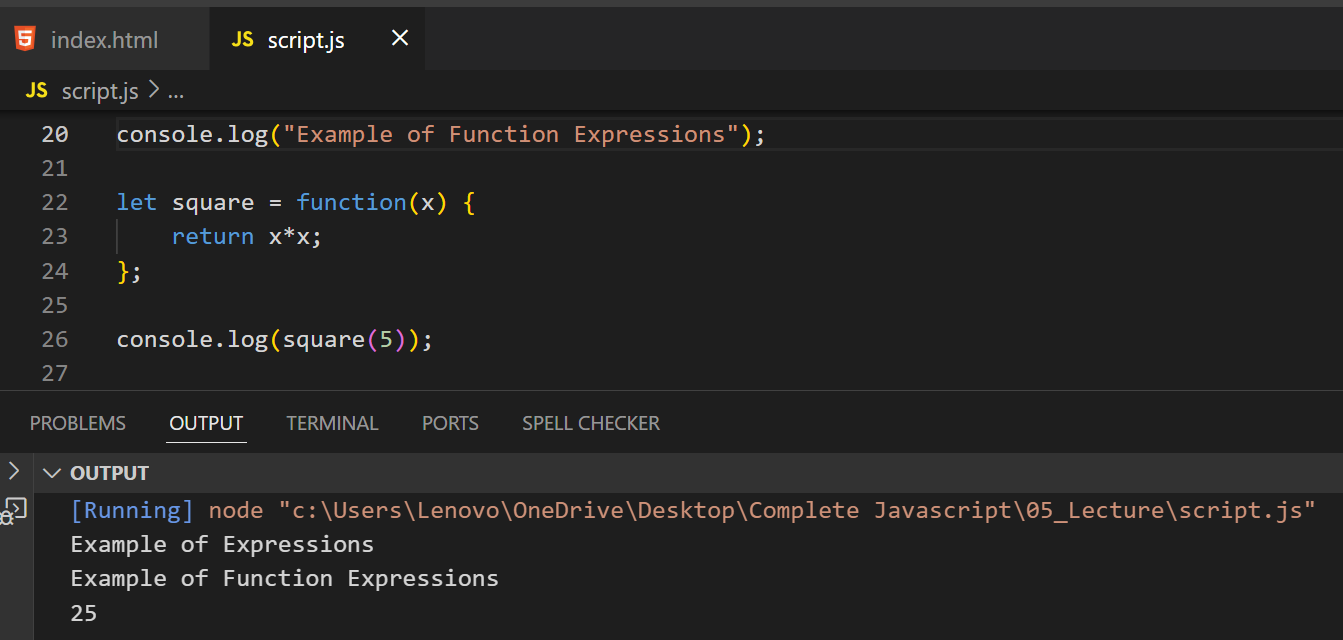 index.html JS script.js ×
JS script.js > ...
20 console.log("Example of Function Expressions");
21
22 let square = function(x) {
23     return x*x;
24 };
25
26 console.log(square(5));
27
PROBLEMS OUTPUT TERMINAL PORTS SPELL CHECKER
OUTPUT
[Running] node "c:\Users\Lenovo\OneDrive\Desktop\Complete Javascript\05_Lecture\script.js"
Example of Expressions
Example of Function Expressions
25